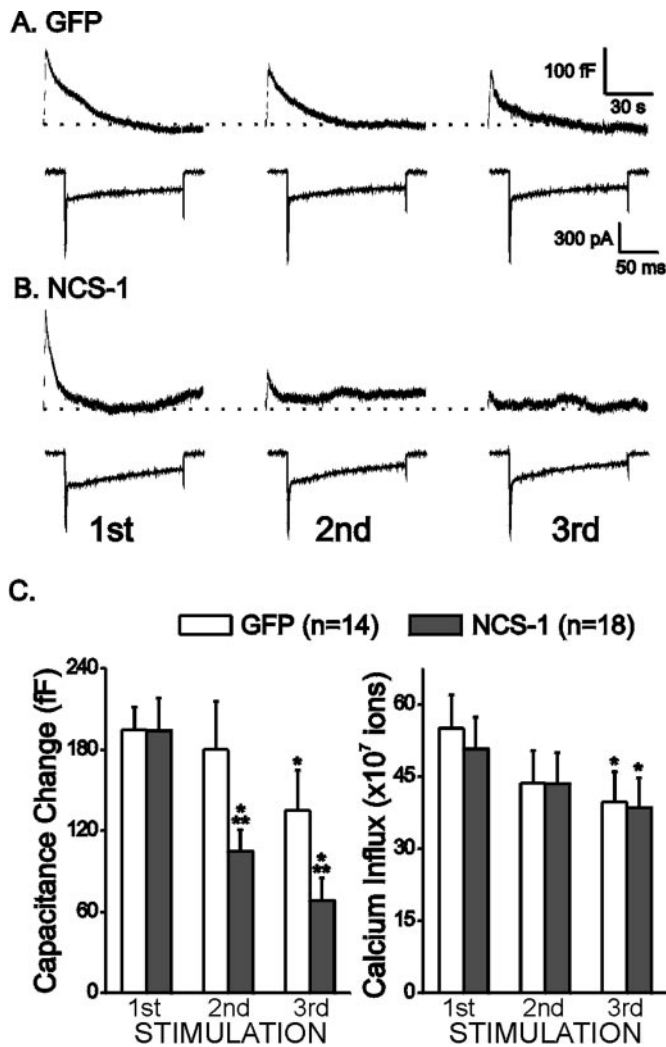 A. GFP
100 fF
30 s
300 pA
50 ms
B. NCS-1
1st 2nd 3rd
C.
GFP (n=14) NCS-1 (n=18)
Capacitance Change (fF)
240
180
120
60
0
*
**
*
*
**
1st 2nd 3rd
STIMULATION
Calcium Influx (x10⁷ ions)
60
45
30
15
0
* *
1st 2nd 3rd
STIMULATION